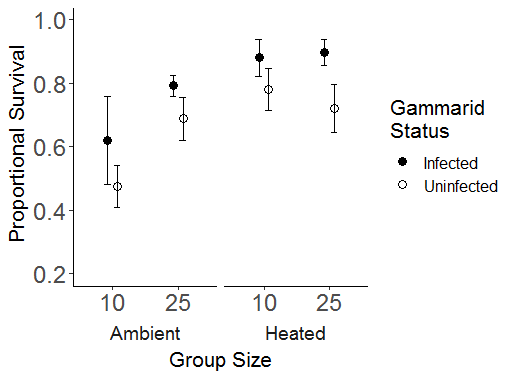 1.0
0.8
0.6
0.4
0.2
Proportional Survival
10 25 10 25
Ambient Heated
Group Size
Gammarid
Status
Infected
Uninfected